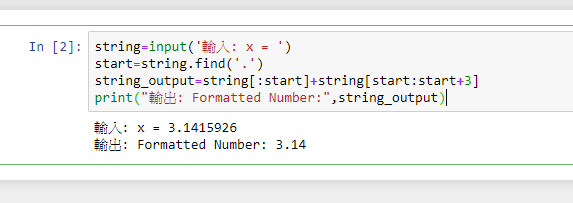 In [2]: string=input('輸入: x = ')
start=string.find('.')
string_output=string[:start]+string[start:start+3]
print("輸出: Formatted Number:",string_output)
輸入: x = 3.1415926
輸出: Formatted Number: 3.14